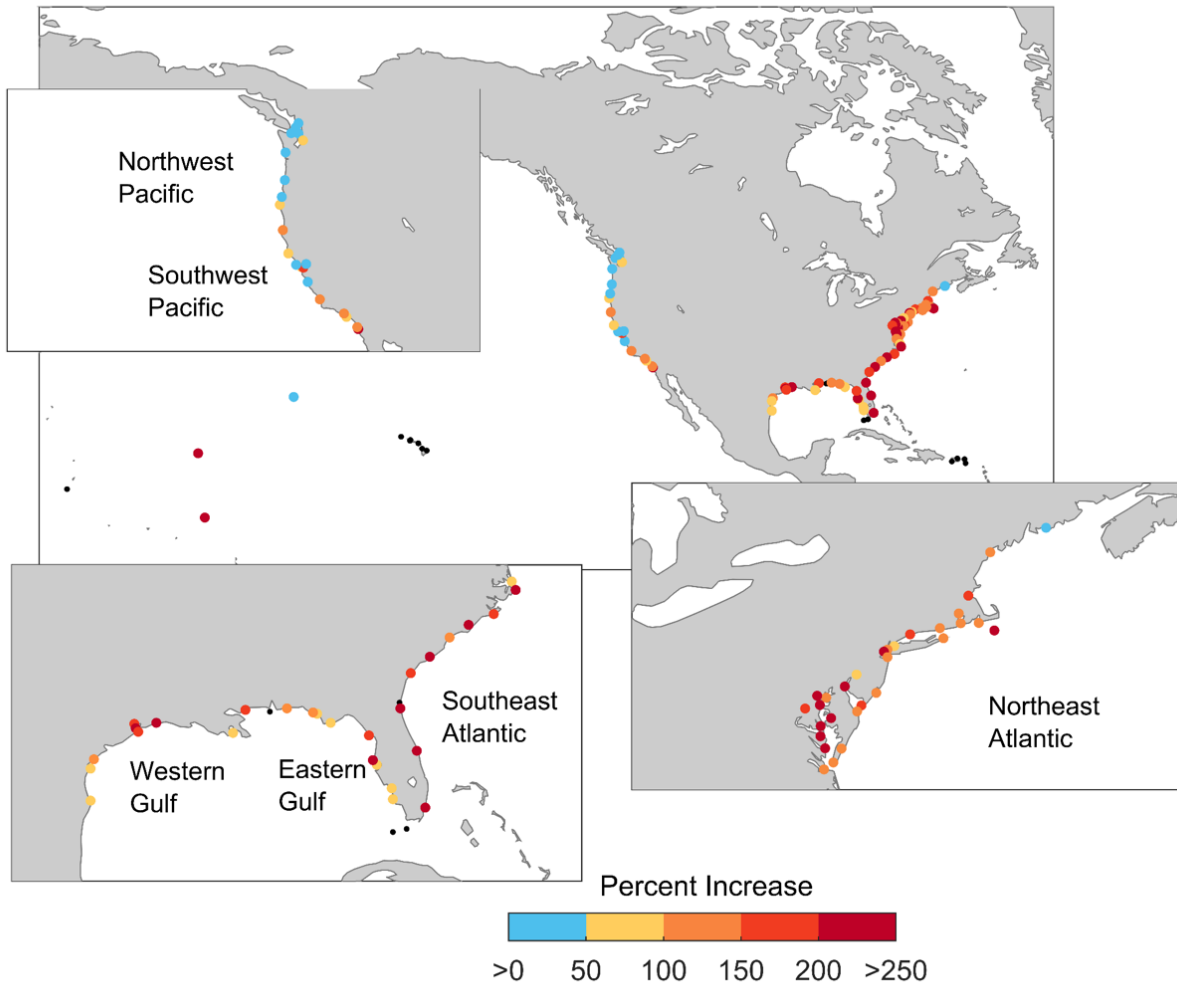 Northwest
Pacific
Southwest
Pacific
Southeast
Atlantic
Northeast
Atlantic
Western
Gulf
Eastern
Gulf
Percent Increase
>0 50 100 150 200 >250